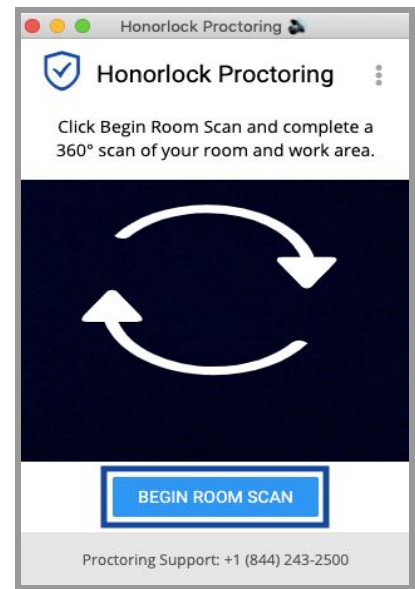 Honorlock Proctoring
Honorlock Proctoring
Click Begin Room Scan and complete a
360° scan of your room and work area.
BEGIN ROOM SCAN
Proctoring Support: +1 (844) 243-2500